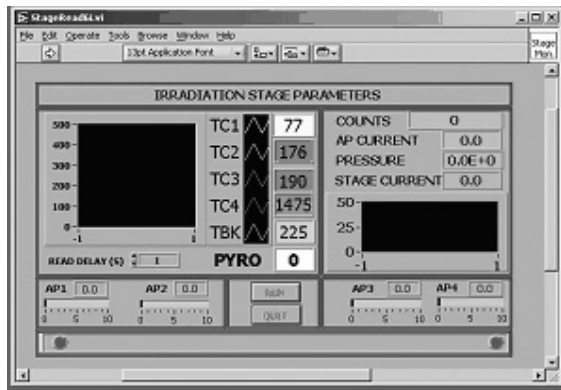 StageRead6i.vi
File Edit Operate Tools Browse Window Help
13pt Application Font
Stage
Mon.
IRRADIATION STAGE PARAMETERS
500
400
300
200
100
0
-1 1
TC1 77
TC2 176
TC3 190
TC4 1475
TBK 225
READ DELAY (S) 1
PYRO 0
COUNTS 0
AP CURRENT 0.0
PRESSURE 0.0E+0
STAGE CURRENT 0.0
50
25
0
-1 1
AP1 0.0
0 5 10
AP2 0.0
0 5 10
RUN
QUIT
AP3 0.0
0 5 10
AP4 0.0
0 5 10